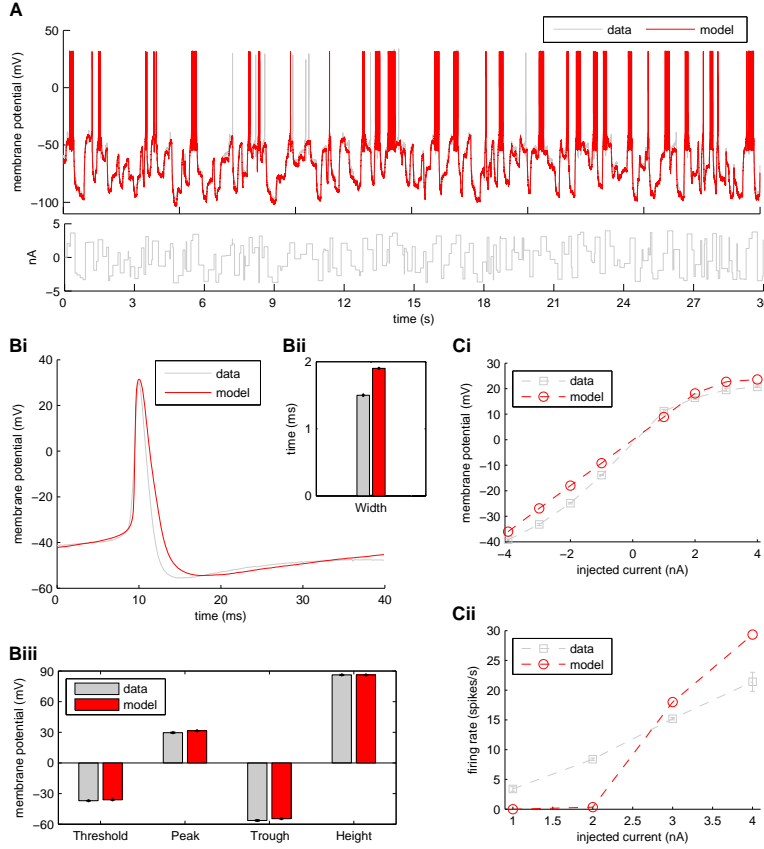 A
data model
membrane potential (mV)
50
0
−50
−100
nA
5
0
−5
0 3 6 9 12 15 18 21 24 27 30
time (s)
Bi
data
model
membrane potential (mV)
40
20
0
−20
−40
−60
0 10 20 30 40
time (ms)
Bii
time (ms)
2
1
0
Width
Ci
data
model
membrane potential (mV)
30
20
10
0
−10
−20
−30
−40
−4 −2 0 2 4
injected current (nA)
Biii
data
model
membrane potential (mV)
90
60
30
0
−30
−60
Threshold Peak Trough Height
Cii
data
model
firing rate (spikes/s)
30
25
20
15
10
5
0
1 1.5 2 2.5 3 3.5 4
injected current (nA)